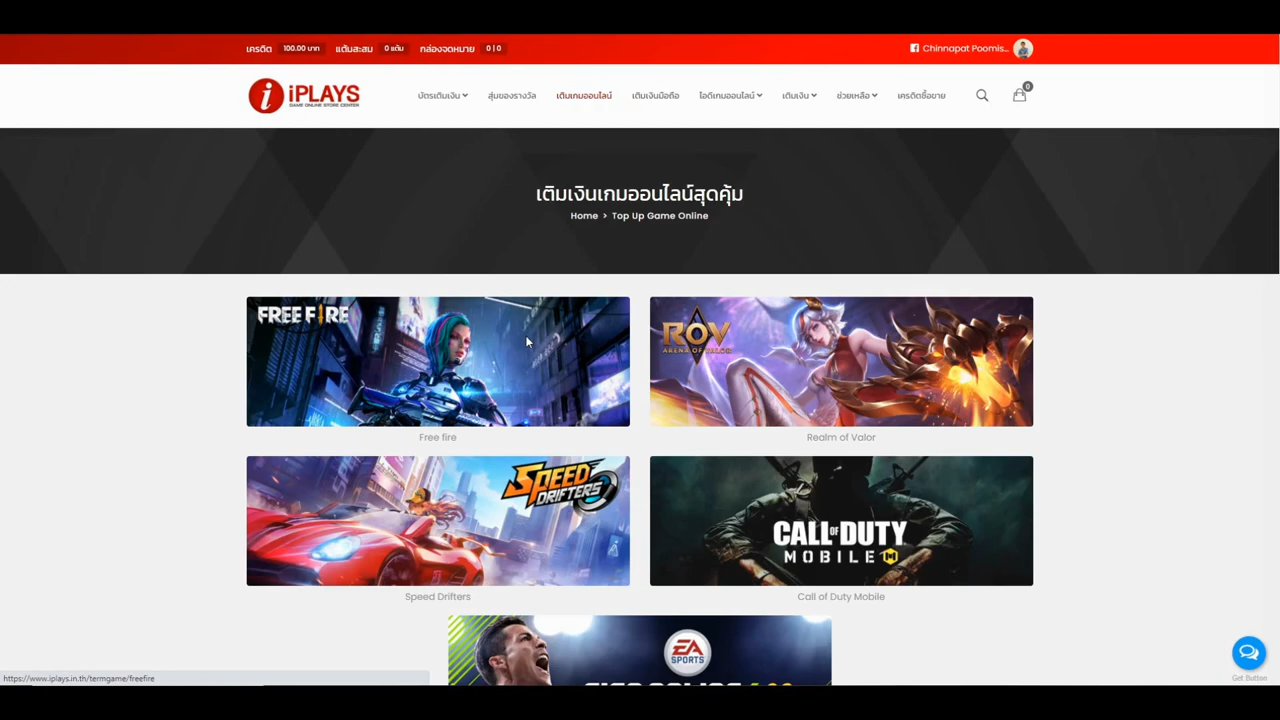 เครดิต 100.00 บาท แต้มสะสม 0 แต้ม กล่องจดหมาย 0 | 0 Chinnapat Poomis...
i iPLAYS
GAME ONLINE STORE CENTER
บัตรเติมเงิน สุ่มของรางวัล เติมเกมออนไลน์ เติมเงินมือถือ ไอดีเกมออนไลน์ เติมเงิน ช่วยเหลือ เครดิตซื้อขาย 0
เติมเงินเกมออนไลน์สุดคุ้ม
Home > Top Up Game Online
FREE FIRE
ROV
ARENA OF VALOR
Free fire
Realm of Valor
SPEED DRIFTERS
CALL OF DUTY
MOBILE
Speed Drifters
Call of Duty Mobile
EA SPORTS
https://www.iplays.in.th/termgame/freefire
Get Button